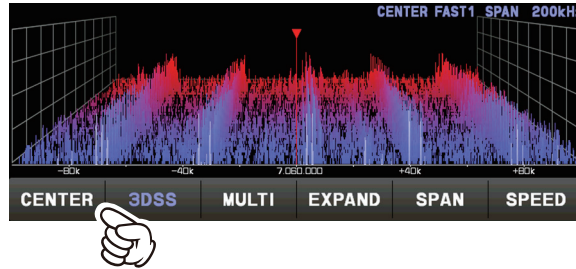 CENTER FAST1 SPAN 200kH
-80k -40k 7.060.000 +40k +80k
CENTER 3DSS MULTI EXPAND SPAN SPEED